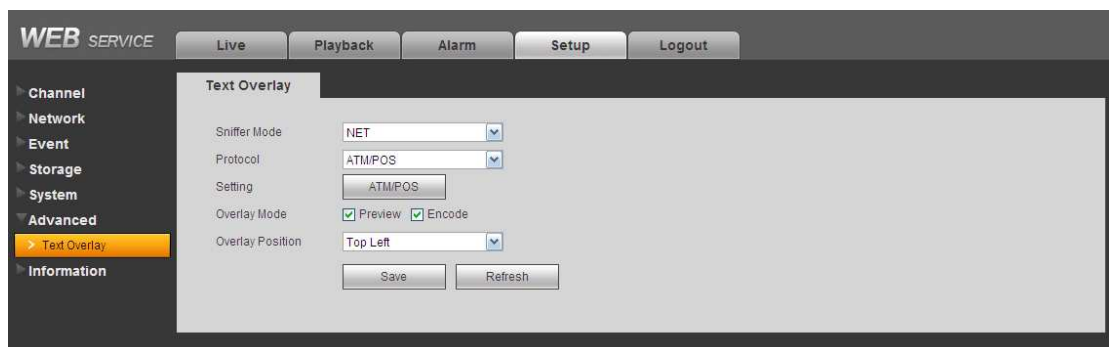 WEB SERVICE
Live Playback Alarm Setup Logout
Channel
Network
Event
Storage
System
Advanced
> Text Overlay
Information
Text Overlay
Sniffer Mode NET
Protocol ATM/POS
Setting ATM/POS
Overlay Mode Preview Encode
Overlay Position Top Left
Save Refresh